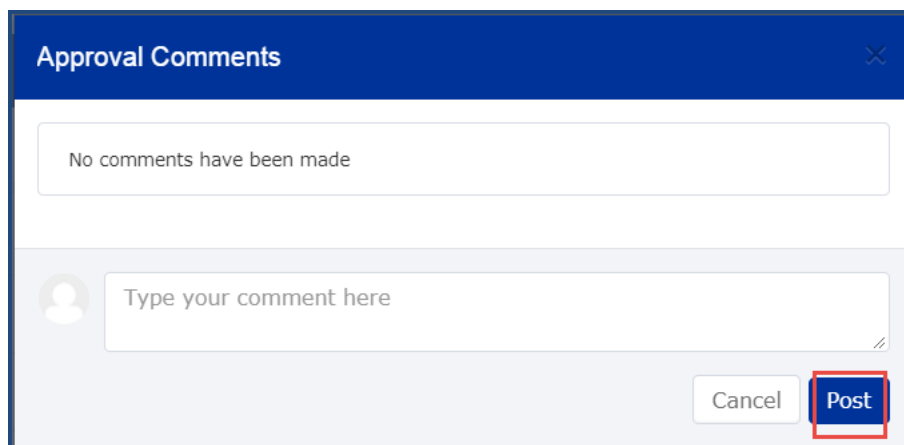 Approval Comments
No comments have been made
Type your comment here
Cancel
Post